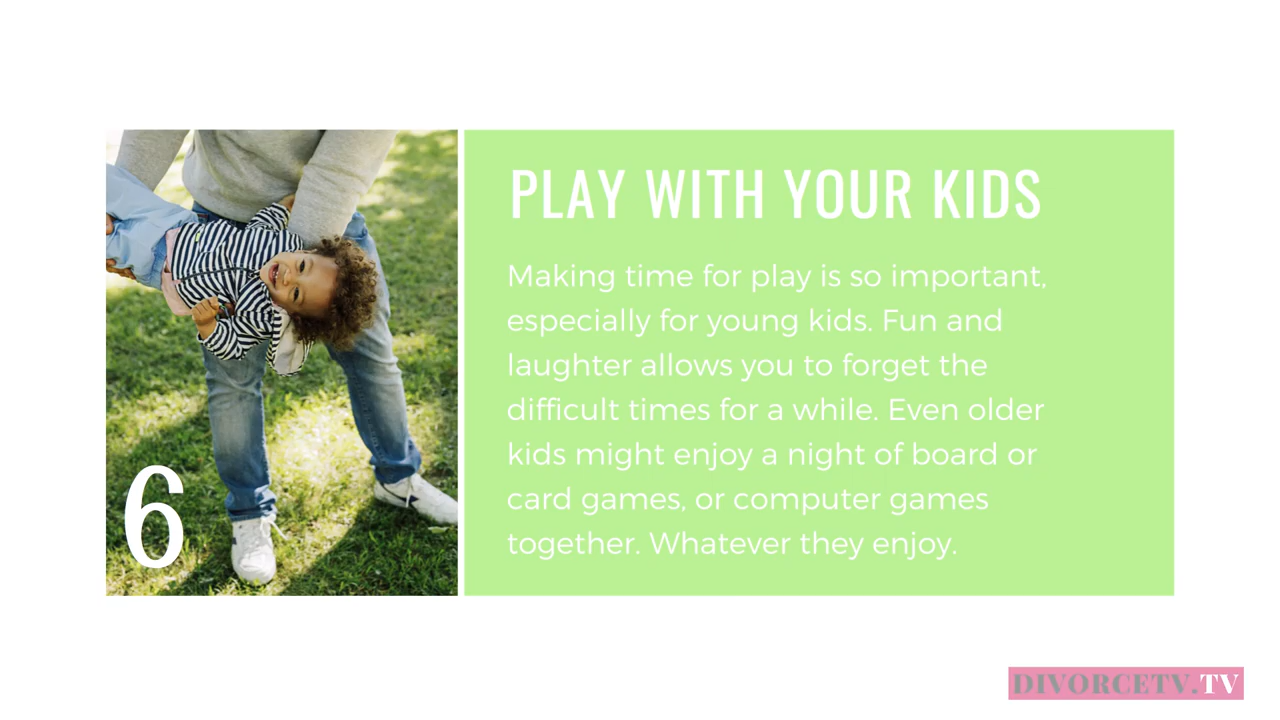 PLAY WITH YOUR KIDS
Making time for play is so important,
especially for young kids. Fun and
laughter allows you to forget the
difficult times for a while. Even older
kids might enjoy a night of board or
card games, or computer games
together. Whatever they enjoy.
6
DIVORCETV.TV